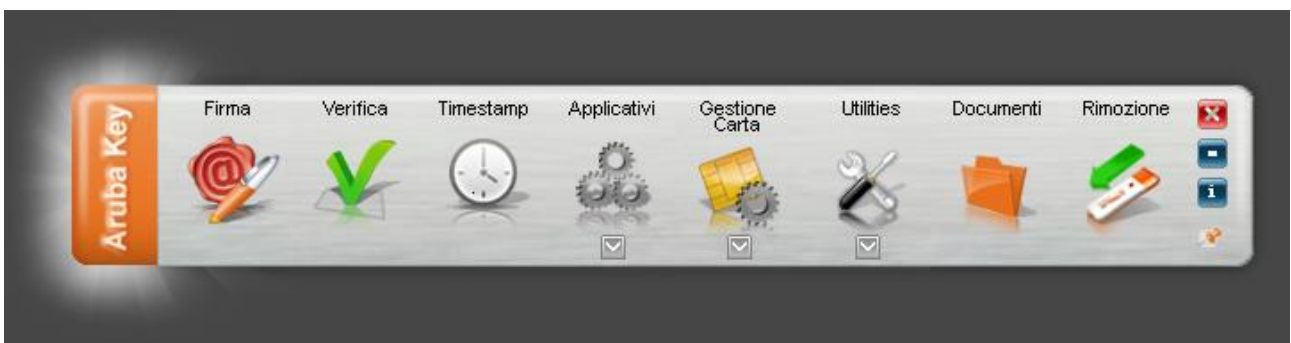 Aruba Key
Firma
Verifica
Timestamp
Applicativi
Gestione
Carta
Utilities
Documenti
Rimozione